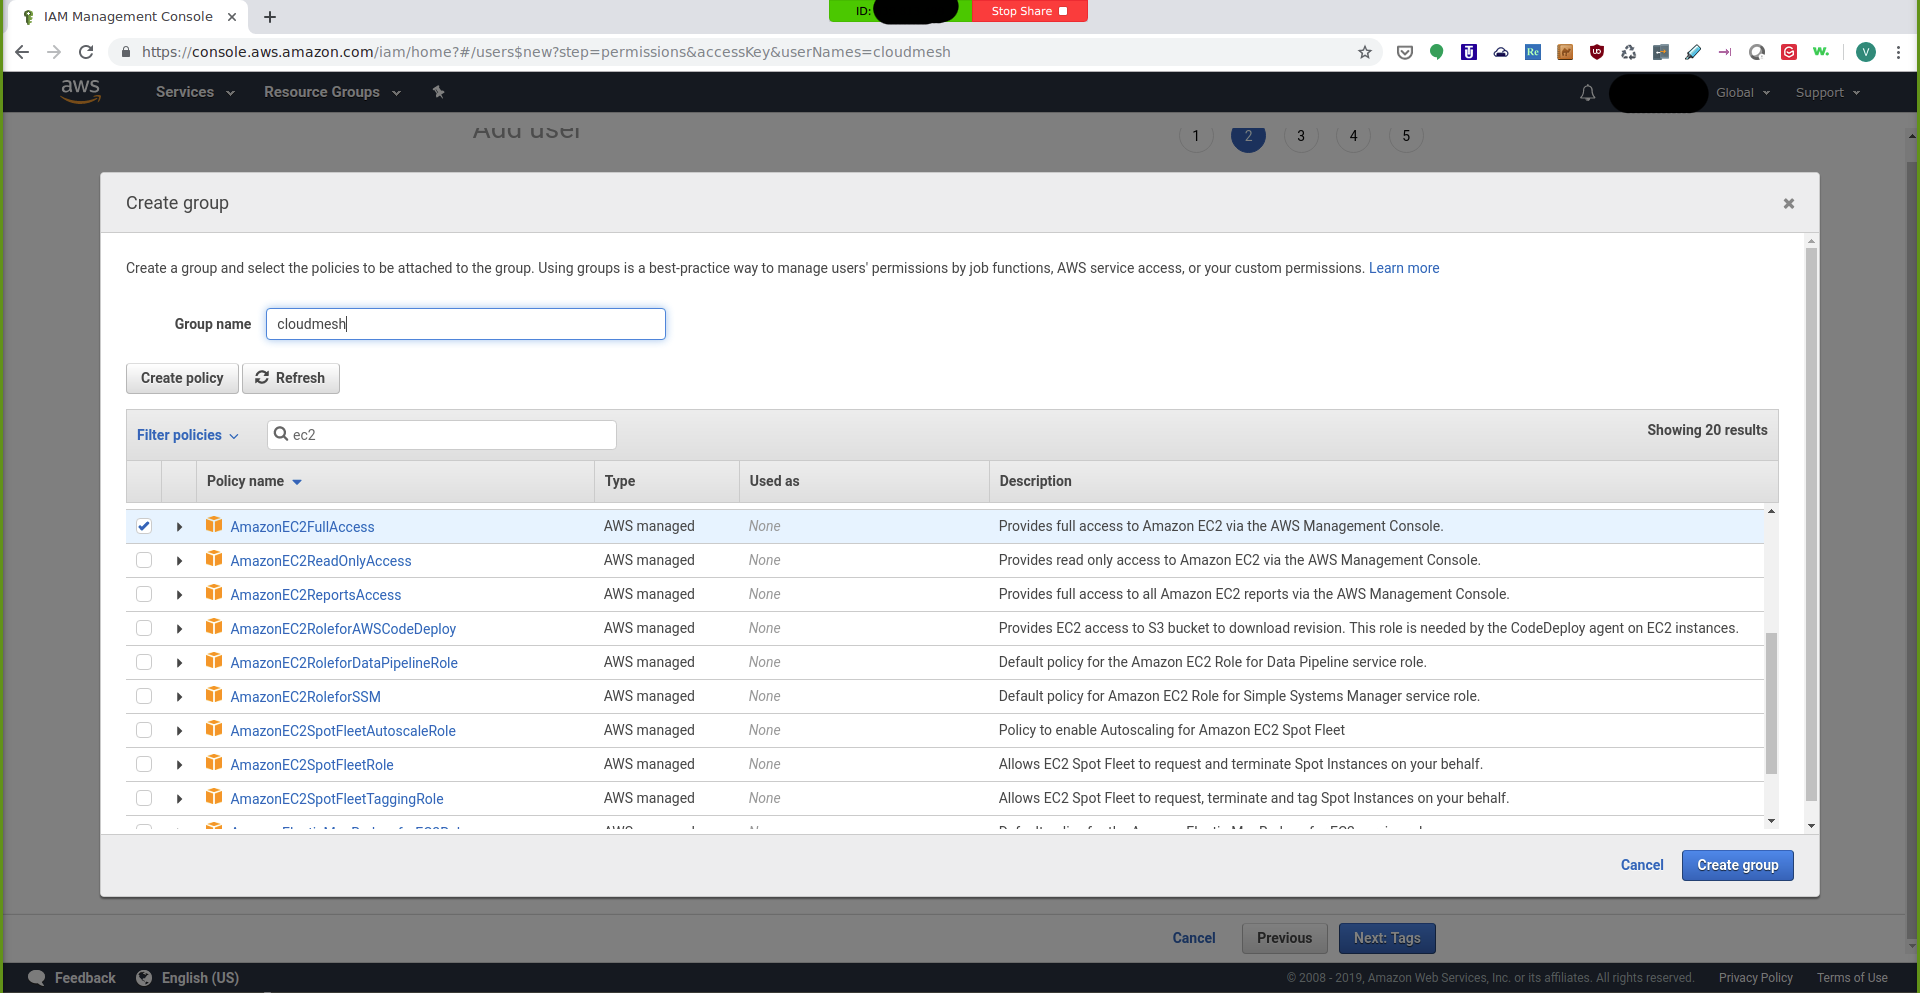 IAM Management Console
ID:
Stop Share
https://console.aws.amazon.com/iam/home?#/users$new?step=permissions&accessKey&userNames=cloudmesh
aws
Services
Resource Groups
Global
Support
Add user
1 2 3 4 5
Create group
Create a group and select the policies to be attached to the group. Using groups is a best-practice way to manage users' permissions by job functions, AWS service access, or your custom permissions. Learn more
Group name cloudmesh
Create policy Refresh
Filter policies ec2 Showing 20 results
Policy name Type Used as Description
AmazonEC2FullAccess AWS managed None Provides full access to Amazon EC2 via the AWS Management Console.
AmazonEC2ReadOnlyAccess AWS managed None Provides read only access to Amazon EC2 via the AWS Management Console.
AmazonEC2ReportsAccess AWS managed None Provides full access to all Amazon EC2 reports via the AWS Management Console.
AmazonEC2RoleforAWSCodeDeploy AWS managed None Provides EC2 access to S3 bucket to download revision. This role is needed by the CodeDeploy agent on EC2 instances.
AmazonEC2RoleforDataPipelineRole AWS managed None Default policy for the Amazon EC2 Role for Data Pipeline service role.
AmazonEC2RoleforSSM AWS managed None Default policy for Amazon EC2 Role for Simple Systems Manager service role.
AmazonEC2SpotFleetAutoscaleRole AWS managed None Policy to enable Autoscaling for Amazon EC2 Spot Fleet
AmazonEC2SpotFleetRole AWS managed None Allows EC2 Spot Fleet to request and terminate Spot Instances on your behalf.
AmazonEC2SpotFleetTaggingRole AWS managed None Allows EC2 Spot Fleet to request, terminate and tag Spot Instances on your behalf.
Cancel Create group
Cancel Previous Next: Tags
Feedback English (US) © 2008 - 2019, Amazon Web Services, Inc. or its affiliates. All rights reserved. Privacy Policy Terms of Use